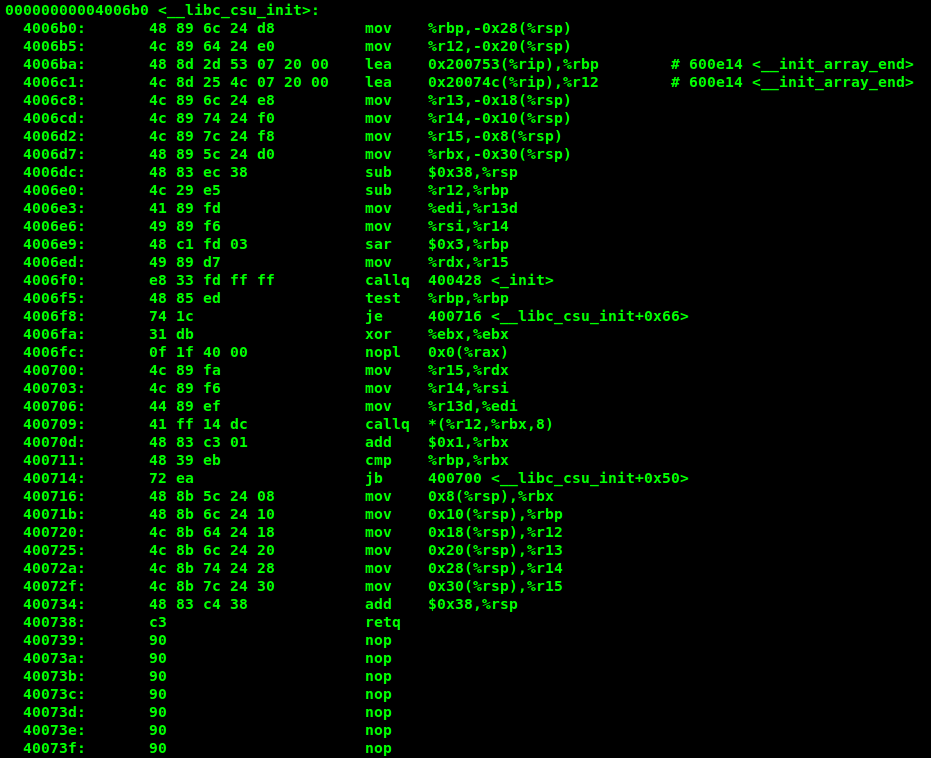 00000000004006b0 <__libc_csu_init>:
  4006b0:       48 89 6c 24 d8          mov    %rbp,-0x28(%rsp)
  4006b5:       4c 89 64 24 e0          mov    %r12,-0x20(%rsp)
  4006ba:       48 8d 2d 53 07 20 00    lea    0x200753(%rip),%rbp        # 600e14 <__init_array_end>
  4006c1:       4c 8d 25 4c 07 20 00    lea    0x20074c(%rip),%r12        # 600e14 <__init_array_end>
  4006c8:       4c 89 6c 24 e8          mov    %r13,-0x18(%rsp)
  4006cd:       4c 89 74 24 f0          mov    %r14,-0x10(%rsp)
  4006d2:       4c 89 7c 24 f8          mov    %r15,-0x8(%rsp)
  4006d7:       48 89 5c 24 d0          mov    %rbx,-0x30(%rsp)
  4006dc:       48 83 ec 38             sub    $0x38,%rsp
  4006e0:       4c 29 e5                sub    %r12,%rbp
  4006e3:       41 89 fd                mov    %edi,%r13d
  4006e6:       49 89 f6                mov    %rsi,%r14
  4006e9:       48 c1 fd 03             sar    $0x3,%rbp
  4006ed:       49 89 d7                mov    %rdx,%r15
  4006f0:       e8 33 fd ff ff          callq  400428 <_init>
  4006f5:       48 85 ed                test   %rbp,%rbp
  4006f8:       74 1c                   je     400716 <__libc_csu_init+0x66>
  4006fa:       31 db                   xor    %ebx,%ebx
  4006fc:       0f 1f 40 00             nopl   0x0(%rax)
  400700:       4c 89 fa                mov    %r15,%rdx
  400703:       4c 89 f6                mov    %r14,%rsi
  400706:       44 89 ef                mov    %r13d,%edi
  400709:       41 ff 14 dc             callq  *(%r12,%rbx,8)
  40070d:       48 83 c3 01             add    $0x1,%rbx
  400711:       48 39 eb                cmp    %rbp,%rbx
  400714:       72 ea                   jb     400700 <__libc_csu_init+0x50>
  400716:       48 8b 5c 24 08          mov    0x8(%rsp),%rbx
  40071b:       48 8b 6c 24 10          mov    0x10(%rsp),%rbp
  400720:       4c 8b 64 24 18          mov    0x18(%rsp),%r12
  400725:       4c 8b 6c 24 20          mov    0x20(%rsp),%r13
  40072a:       4c 8b 74 24 28          mov    0x28(%rsp),%r14
  40072f:       4c 8b 7c 24 30          mov    0x30(%rsp),%r15
  400734:       48 83 c4 38             add    $0x38,%rsp
  400738:       c3                      retq
  400739:       90                      nop
  40073a:       90                      nop
  40073b:       90                      nop
  40073c:       90                      nop
  40073d:       90                      nop
  40073e:       90                      nop
  40073f:       90                      nop